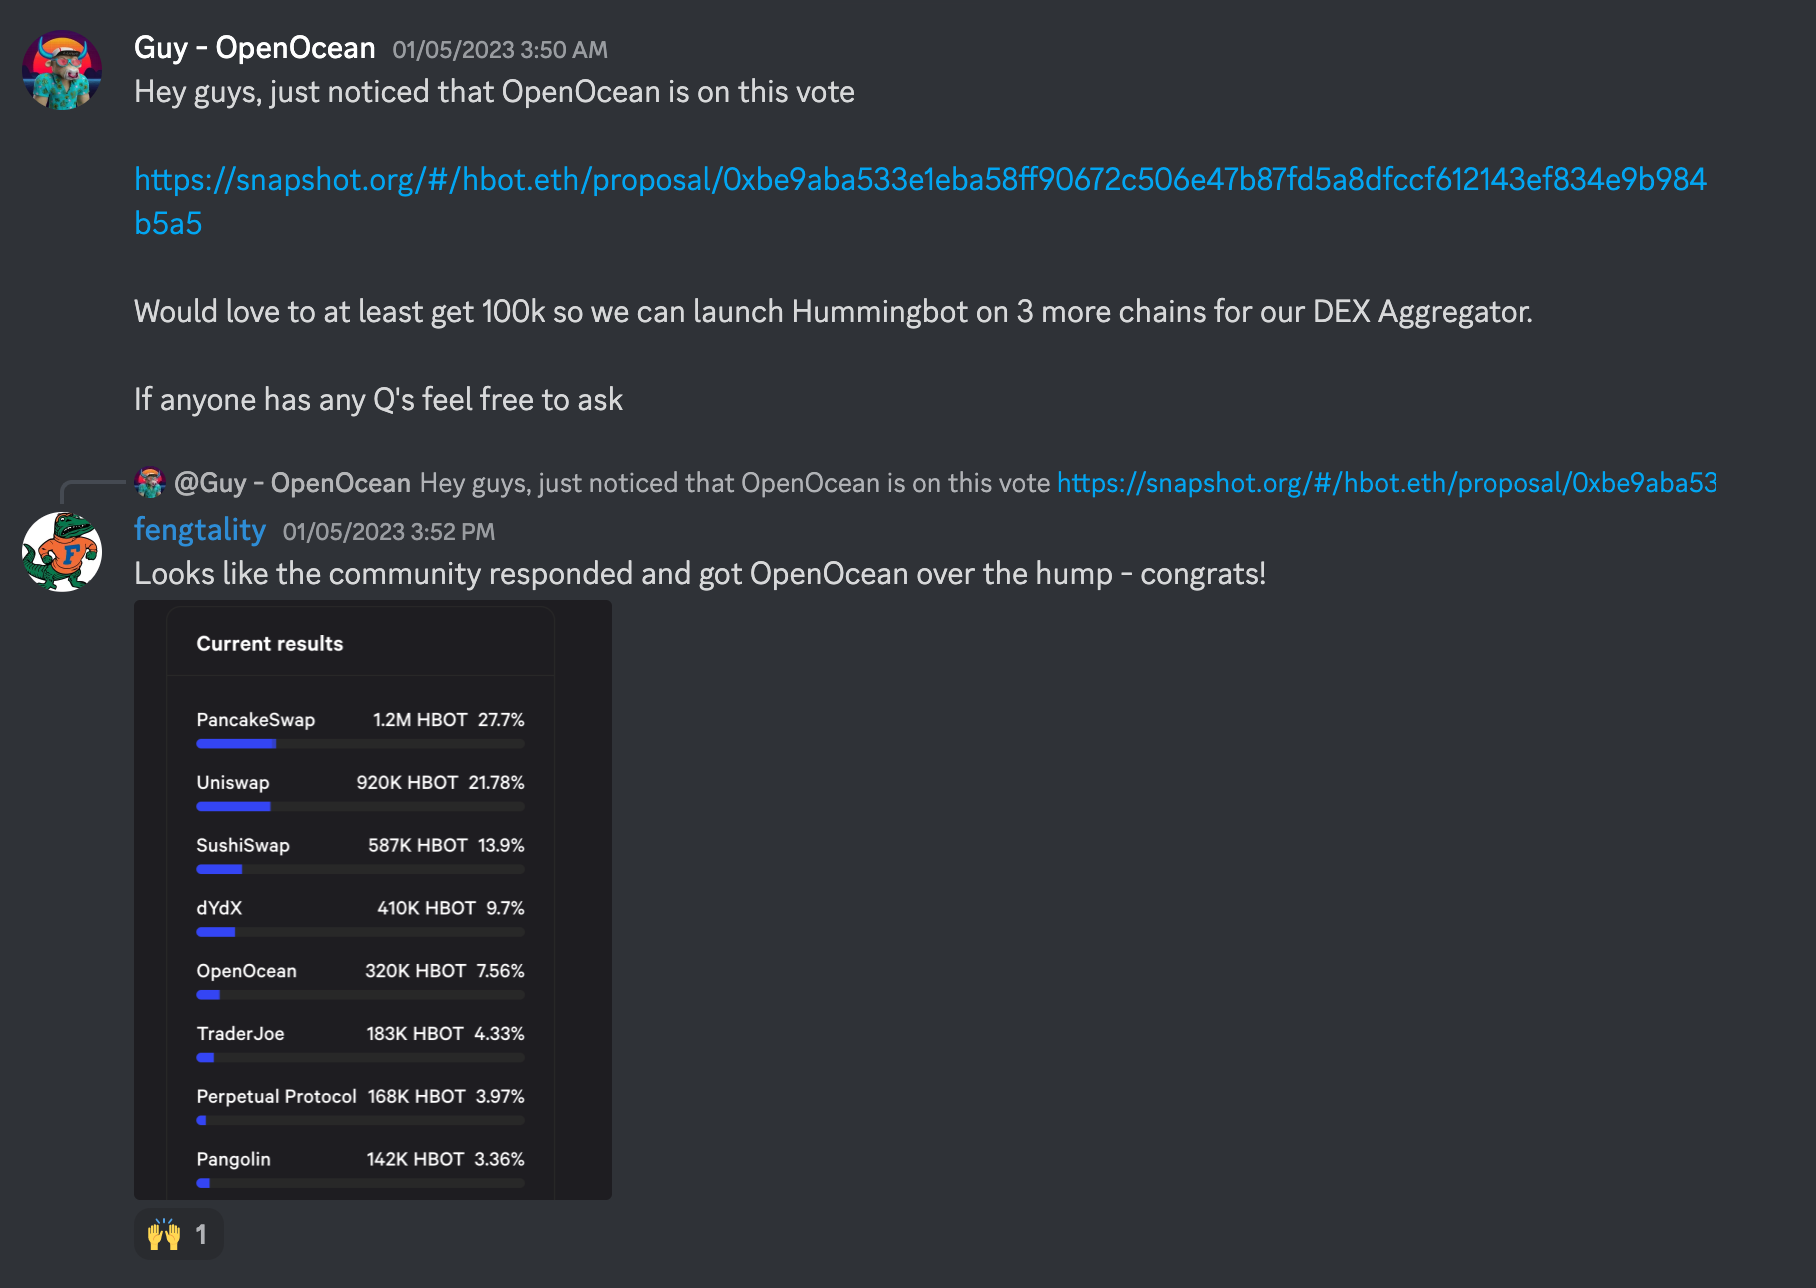 Guy - OpenOcean 01/05/2023 3:50 AM
Hey guys, just noticed that OpenOcean is on this vote
https://snapshot.org/#/hbot.eth/proposal/0xbe9aba533e1eba58ff90672c506e47b87fd5a8dfccf612143ef834e9b984
b5a5
Would love to at least get 100k so we can launch Hummingbot on 3 more chains for our DEX Aggregator.
If anyone has any Q's feel free to ask
@Guy - OpenOcean Hey guys, just noticed that OpenOcean is on this vote https://snapshot.org/#/hbot.eth/proposal/0xbe9aba53
fengtality 01/05/2023 3:52 PM
F
Looks like the community responded and got OpenOcean over the hump - congrats!
Current results
PancakeSwap 1.2M HBOT 27.7%
Uniswap 920K HBOT 21.78%
SushiSwap 587K HBOT 13.9%
dYdX 410K HBOT 9.7%
OpenOcean 320K HBOT 7.56%
TraderJoe 183K HBOT 4.33%
Perpetual Protocol 168K HBOT 3.97%
Pangolin 142K HBOT 3.36%
🙌 1